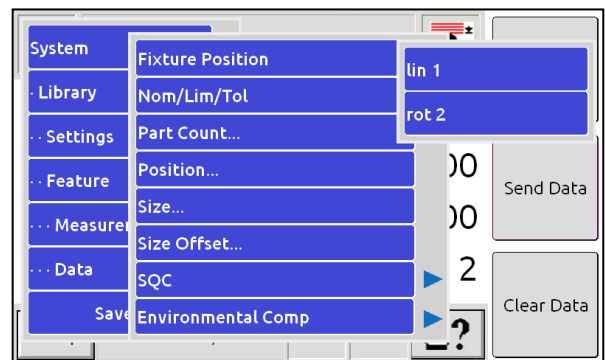 System
· Library
· · Settings
· · Feature
· · · Measurer
· · · Data
Save
Fixture Position
Nom/Lim/Tol
Part Count...
Position...
Size...
Size Offset...
SQC
Environmental Comp
lin 1
rot 2
00
00
2
?
Send Data
Clear Data